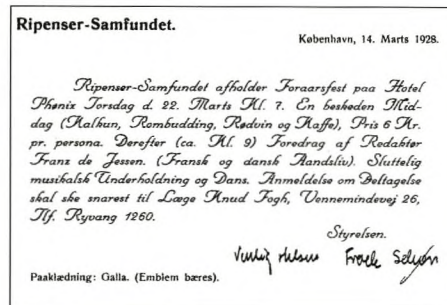 Ripenser-Samfundet.
København, 14. Marts 1928.
Ripenser-Samfundet afholder Foraarsfest paa Hotel
Phønix Torsdag d. 22. Marts Kl. 7. En beskeden Mid-
dag (Kalkun, Rombudding, Rødvin og Kaffe), Pris 6 Kr.
pr. persona. Derefter (ca. Kl. 9) Foredrag af Redaktør
Franz de Jessen. (Fransk og dansk Aandsliv). Sluttelig
musikalsk Underholdning og Dans. Anmeldelse om Deltagelse
skal ske snarest til Læge Knud Fogh, Vennemindevej 26,
Tlf. Ryvang 1260.
Styrelsen.
Paaklædning: Galla. (Emblem bæres).